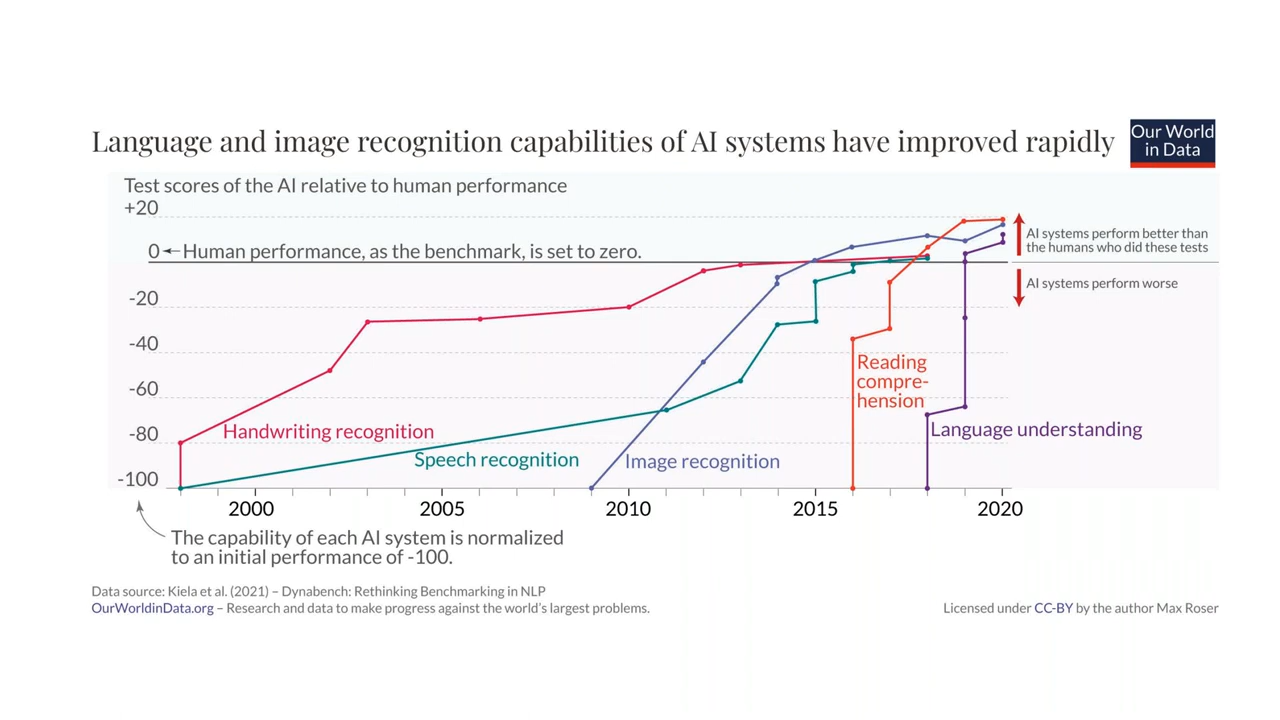 Language and image recognition capabilities of AI systems have improved rapidly
Our World
in Data
Test scores of the AI relative to human performance
+20
0 ←Human performance, as the benchmark, is set to zero.
-20
-40
-60
-80
-100
AI systems perform better than
the humans who did these tests
AI systems perform worse
Handwriting recognition
Speech recognition
Image recognition
Reading
compre-
hension
Language understanding
2000 2005 2010 2015 2020
The capability of each AI system is normalized
to an initial performance of -100.
Data source: Kiela et al. (2021) – Dynabench: Rethinking Benchmarking in NLP
OurWorldinData.org – Research and data to make progress against the world's largest problems.
Licensed under CC-BY by the author Max Roser